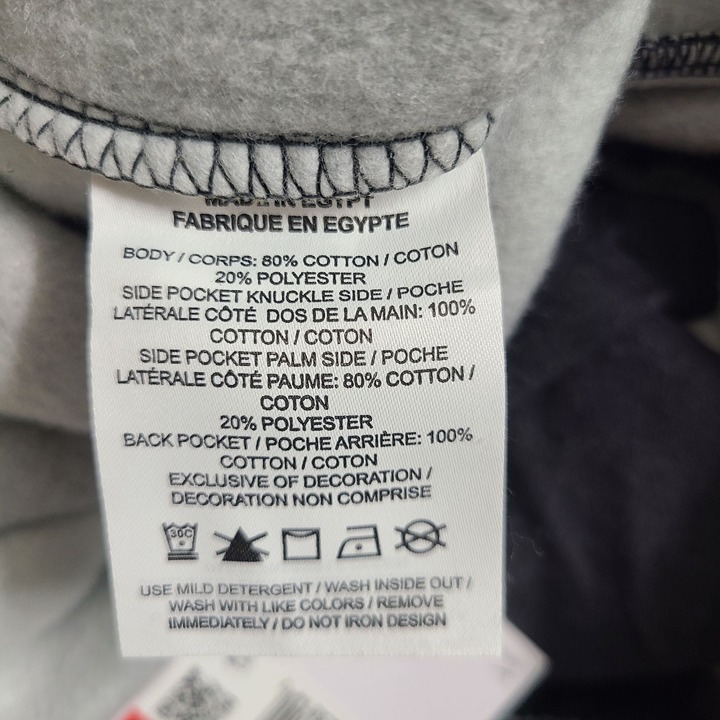 MADE IN EGYPT
FABRIQUE EN EGYPTE
BODY / CORPS: 80% COTTON / COTON
20% POLYESTER
SIDE POCKET KNUCKLE SIDE / POCHE
LATÉRALE CÔTÉ DOS DE LA MAIN: 100%
COTTON / COTON
SIDE POCKET PALM SIDE / POCHE
LATÉRALE CÔTÉ PAUME: 80% COTTON /
COTON
20% POLYESTER
BACK POCKET / POCHE ARRIÈRE: 100%
COTTON / COTON
EXCLUSIVE OF DECORATION /
DECORATION NON COMPRISE
30C
USE MILD DETERGENT / WASH INSIDE OUT /
WASH WITH LIKE COLORS / REMOVE
IMMEDIATELY / DO NOT IRON DESIGN